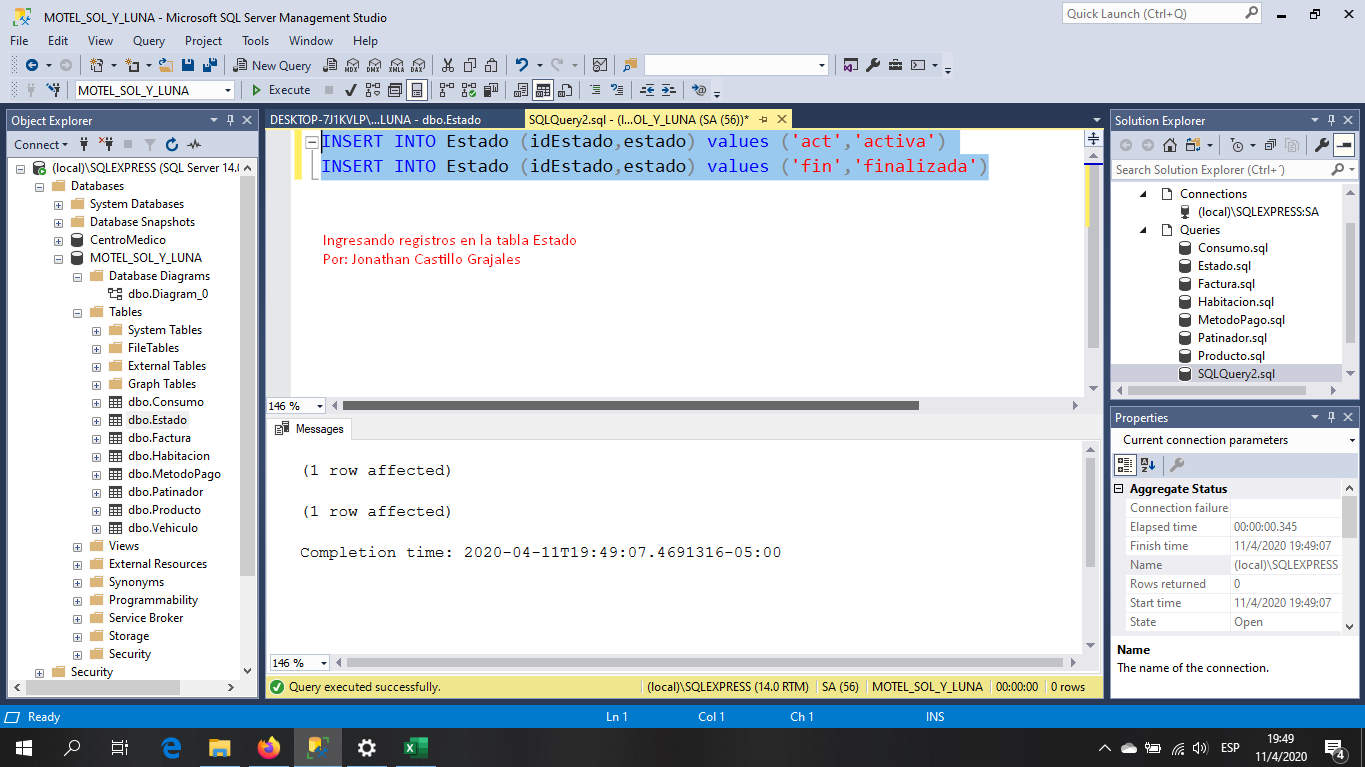 MOTEL_SOL_Y_LUNA - Microsoft SQL Server Management Studio
Quick Launch (Ctrl+Q)
File Edit View Query Project Tools Window Help
New Query MDX DMX XMLA DAX
MOTEL_SOL_Y_LUNA Execute
Object Explorer
Connect
(local)\SQLEXPRESS (SQL Server 14.0
Databases
System Databases
Database Snapshots
CentroMedico
MOTEL_SOL_Y_LUNA
Database Diagrams
dbo.Diagram_0
Tables
System Tables
FileTables
External Tables
Graph Tables
dbo.Consumo
dbo.Estado
dbo.Factura
dbo.Habitacion
dbo.MetodoPago
dbo.Patinador
dbo.Producto
dbo.Vehiculo
Views
External Resources
Synonyms
Programmability
Service Broker
Storage
Security
Security
DESKTOP-7J1KVLP\...LUNA - dbo.Estado
SQLQuery2.sql - (l...OL_Y_LUNA (SA (56))*
INSERT INTO Estado (idEstado,estado) values ('act','activa')
INSERT INTO Estado (idEstado,estado) values ('fin','finalizada')
Ingresando registros en la tabla Estado
Por: Jonathan Castillo Grajales
146 %
Messages
(1 row affected)
(1 row affected)
Completion time: 2020-04-11T19:49:07.4691316-05:00
146 %
Query executed successfully.
(local)\SQLEXPRESS (14.0 RTM) SA (56) MOTEL_SOL_Y_LUNA 00:00:00 0 rows
Solution Explorer
Search Solution Explorer (Ctrl+´)
Connections
(local)\SQLEXPRESS:SA
Queries
Consumo.sql
Estado.sql
Factura.sql
Habitacion.sql
MetodoPago.sql
Patinador.sql
Producto.sql
SQLQuery2.sql
Properties
Current connection parameters
Aggregate Status
Connection failure
Elapsed time 00:00:00.345
Finish time 11/4/2020 19:49:07
Name (local)\SQLEXPRESS
Rows returned 0
Start time 11/4/2020 19:49:07
State Open
Name
The name of the connection.
Ready Ln 1 Col 1 Ch 1 INS
ESP
19:49
11/4/2020
4